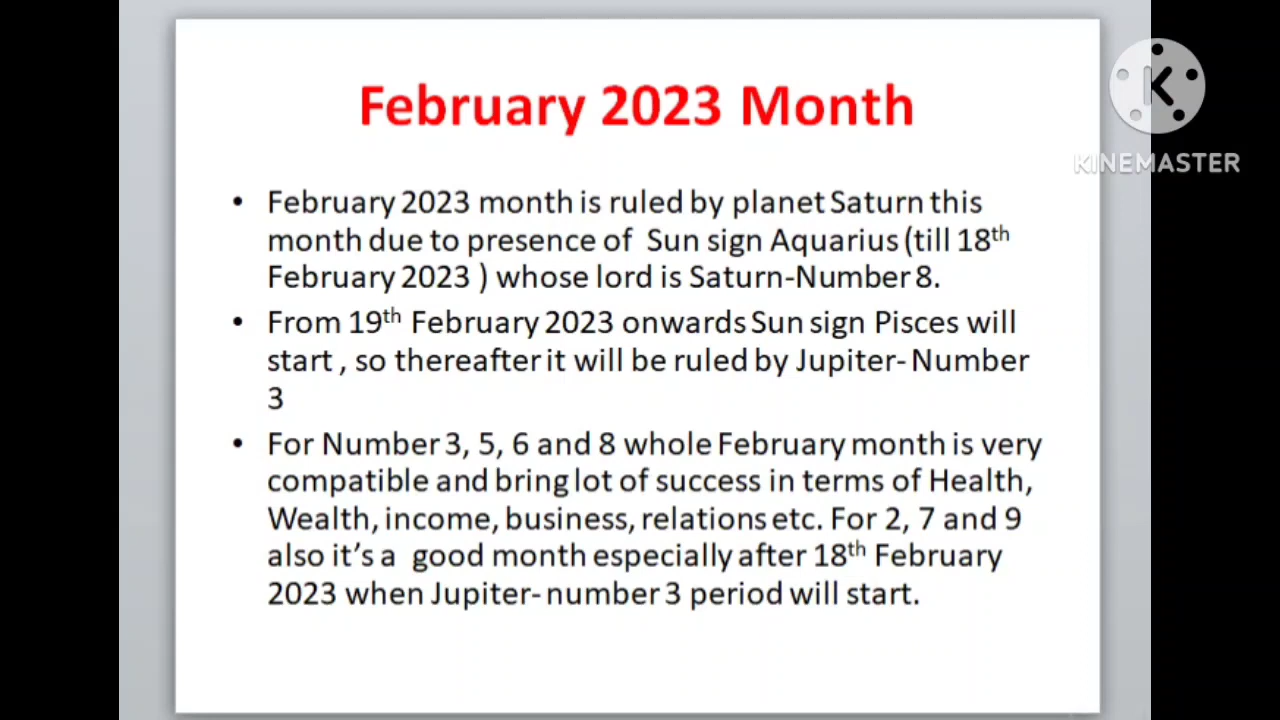 February 2023 Month
KINEMASTER
• February 2023 month is ruled by planet Saturn this
month due to presence of Sun sign Aquarius (till 18th
February 2023 ) whose lord is Saturn-Number 8.
• From 19th February 2023 onwards Sun sign Pisces will
start , so thereafter it will be ruled by Jupiter- Number
3
• For Number 3, 5, 6 and 8 whole February month is very
compatible and bring lot of success in terms of Health,
Wealth, income, business, relations etc. For 2, 7 and 9
also it’s a good month especially after 18th February
2023 when Jupiter- number 3 period will start.